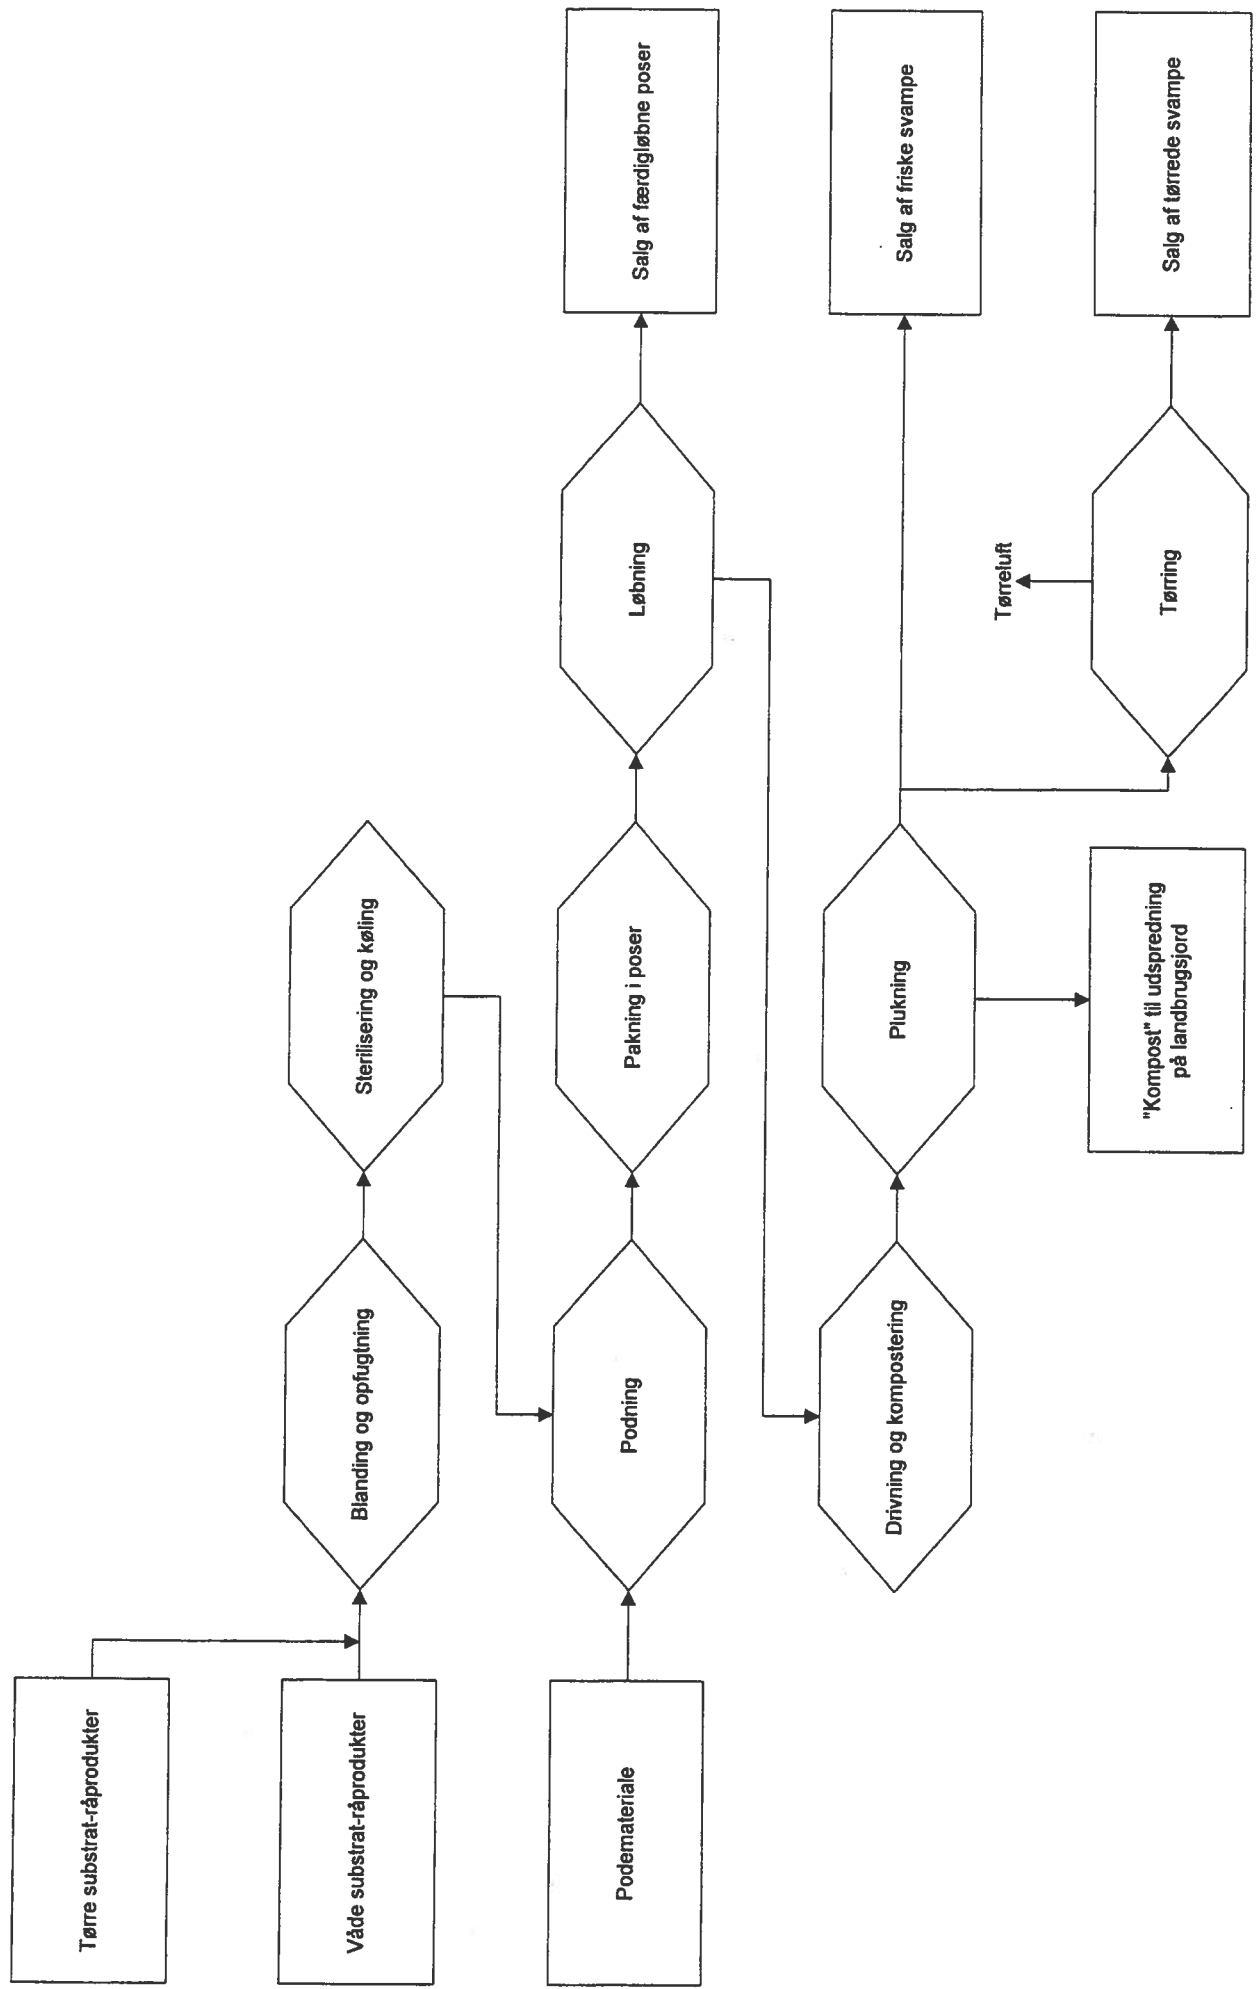 Tørre substrat-råprodukter
Våde substrat-råprodukter
Blanding og opfugtning
Sterilisering og køling
Podemateriale
Podning
Pakning i poser
Løbning
Salg af færdigløbne poser
Drivning og kompostering
Plukning
Salg af friske svampe
"Kompost" til udspredning
på landbrugsjord
Tørreluft
Tørring
Salg af tørrede svampe